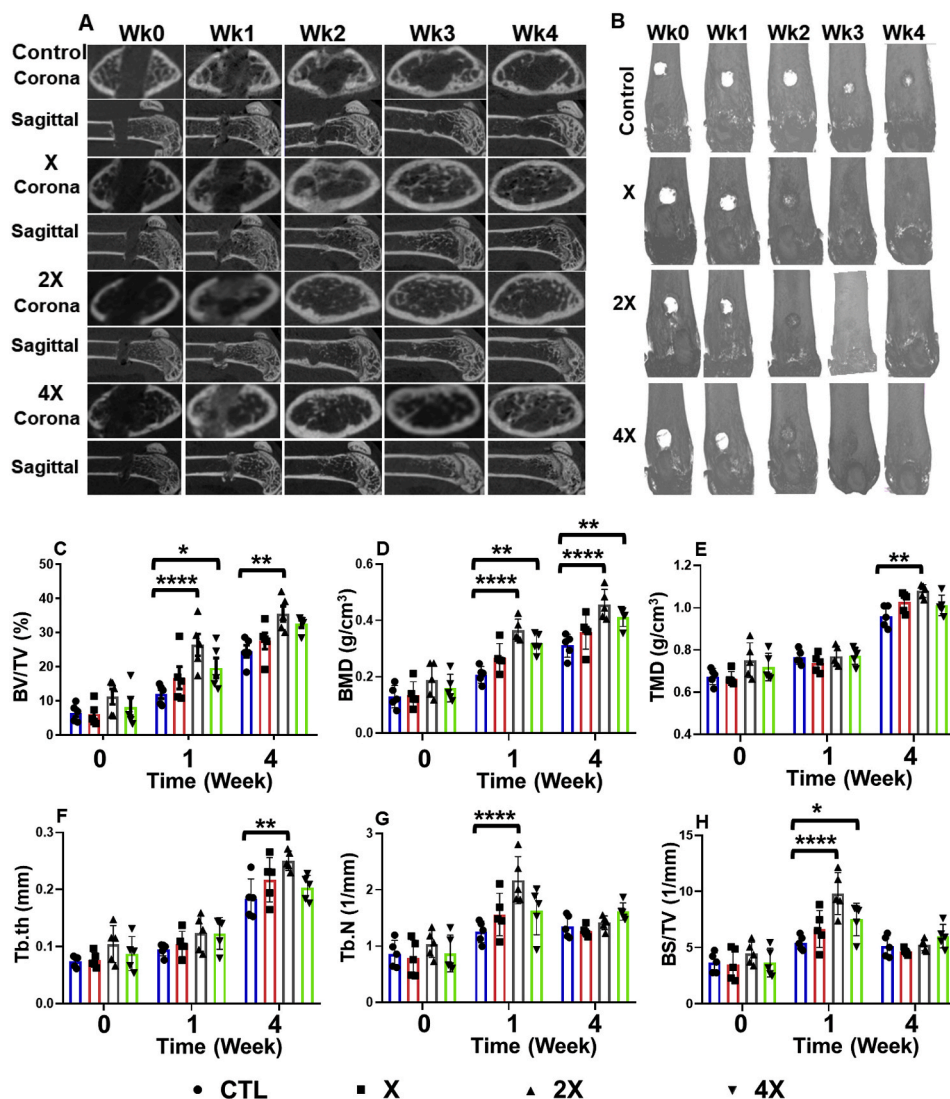 A
Wk0 Wk1 Wk2 Wk3 Wk4
Control
Corona
Sagittal
X
Corona
Sagittal
2X
Corona
Sagittal
4X
Corona
Sagittal
B
Wk0 Wk1 Wk2 Wk3 Wk4
Control
X
2X
4X
C
BV/TV (%)
50
40
30
20
10
0
* **** **
0 1 4
Time (Week)
D
BMD (g/cm³)
0.6
0.4
0.2
0.0
** **** ** ****
0 1 4
Time (Week)
E
TMD (g/cm³)
1.2
1.0
0.8
0.6
0.4
**
0 1 4
Time (Week)
F
Tb.th (mm)
0.3
0.2
0.1
0.0
**
0 1 4
Time (Week)
G
Tb.N (1/mm)
3
2
1
0
****
0 1 4
Time (Week)
H
BS/TV (1/mm)
15
10
5
0
* ****
0 1 4
Time (Week)
CTL X 2X 4X